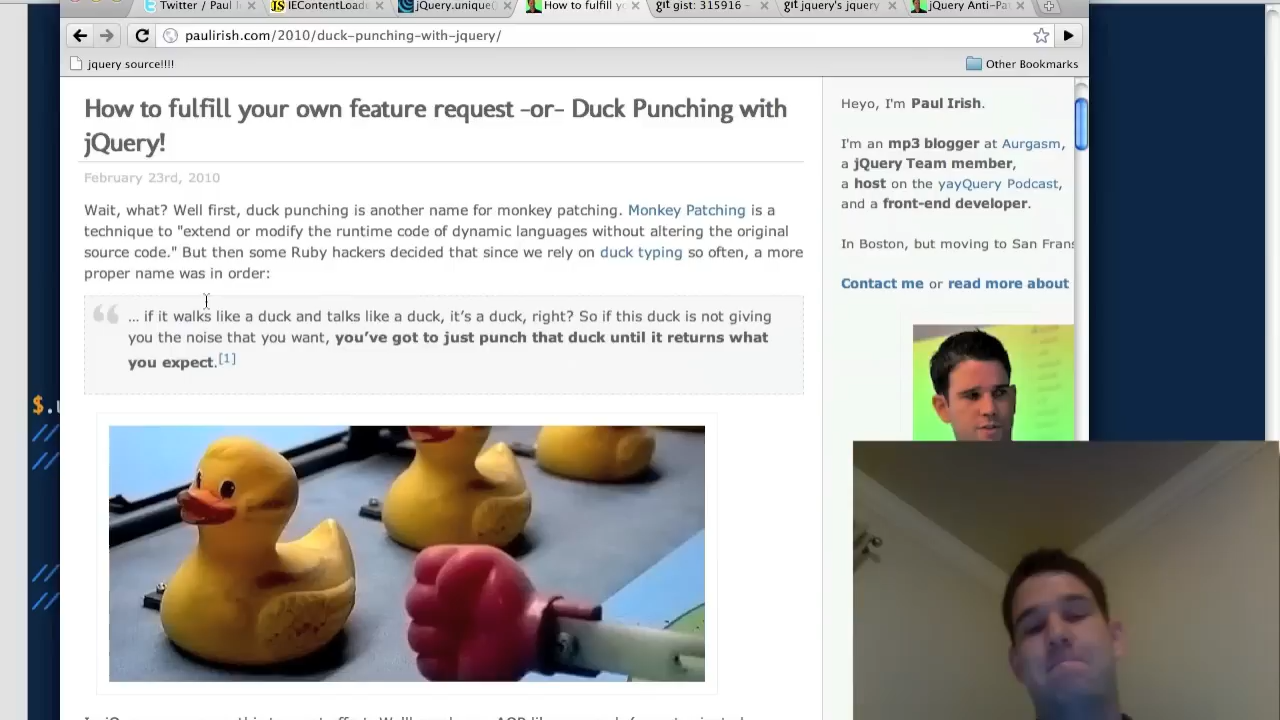 Twitter / Paul I
IEContentLoade
jQuery.unique(
How to fulfill yo
git gist: 315916 -
git jquery's jquery
jQuery Anti-Pa
paulirish.com/2010/duck-punching-with-jquery/
jquery source!!!!
Other Bookmarks
How to fulfill your own feature request -or- Duck Punching with
jQuery!
February 23rd, 2010
Wait, what? Well first, duck punching is another name for monkey patching. Monkey Patching is a
technique to "extend or modify the runtime code of dynamic languages without altering the original
source code." But then some Ruby hackers decided that since we rely on duck typing so often, a more
proper name was in order:
… if it walks like a duck and talks like a duck, it's a duck, right? So if this duck is not giving
you the noise that you want, you've got to just punch that duck until it returns what
you expect.[1]
Heyo, I'm Paul Irish.
I'm an mp3 blogger at Aurgasm,
a jQuery Team member,
a host on the yayQuery Podcast,
and a front-end developer.
In Boston, but moving to San Frans
Contact me or read more about
$.u
//
//
//
//